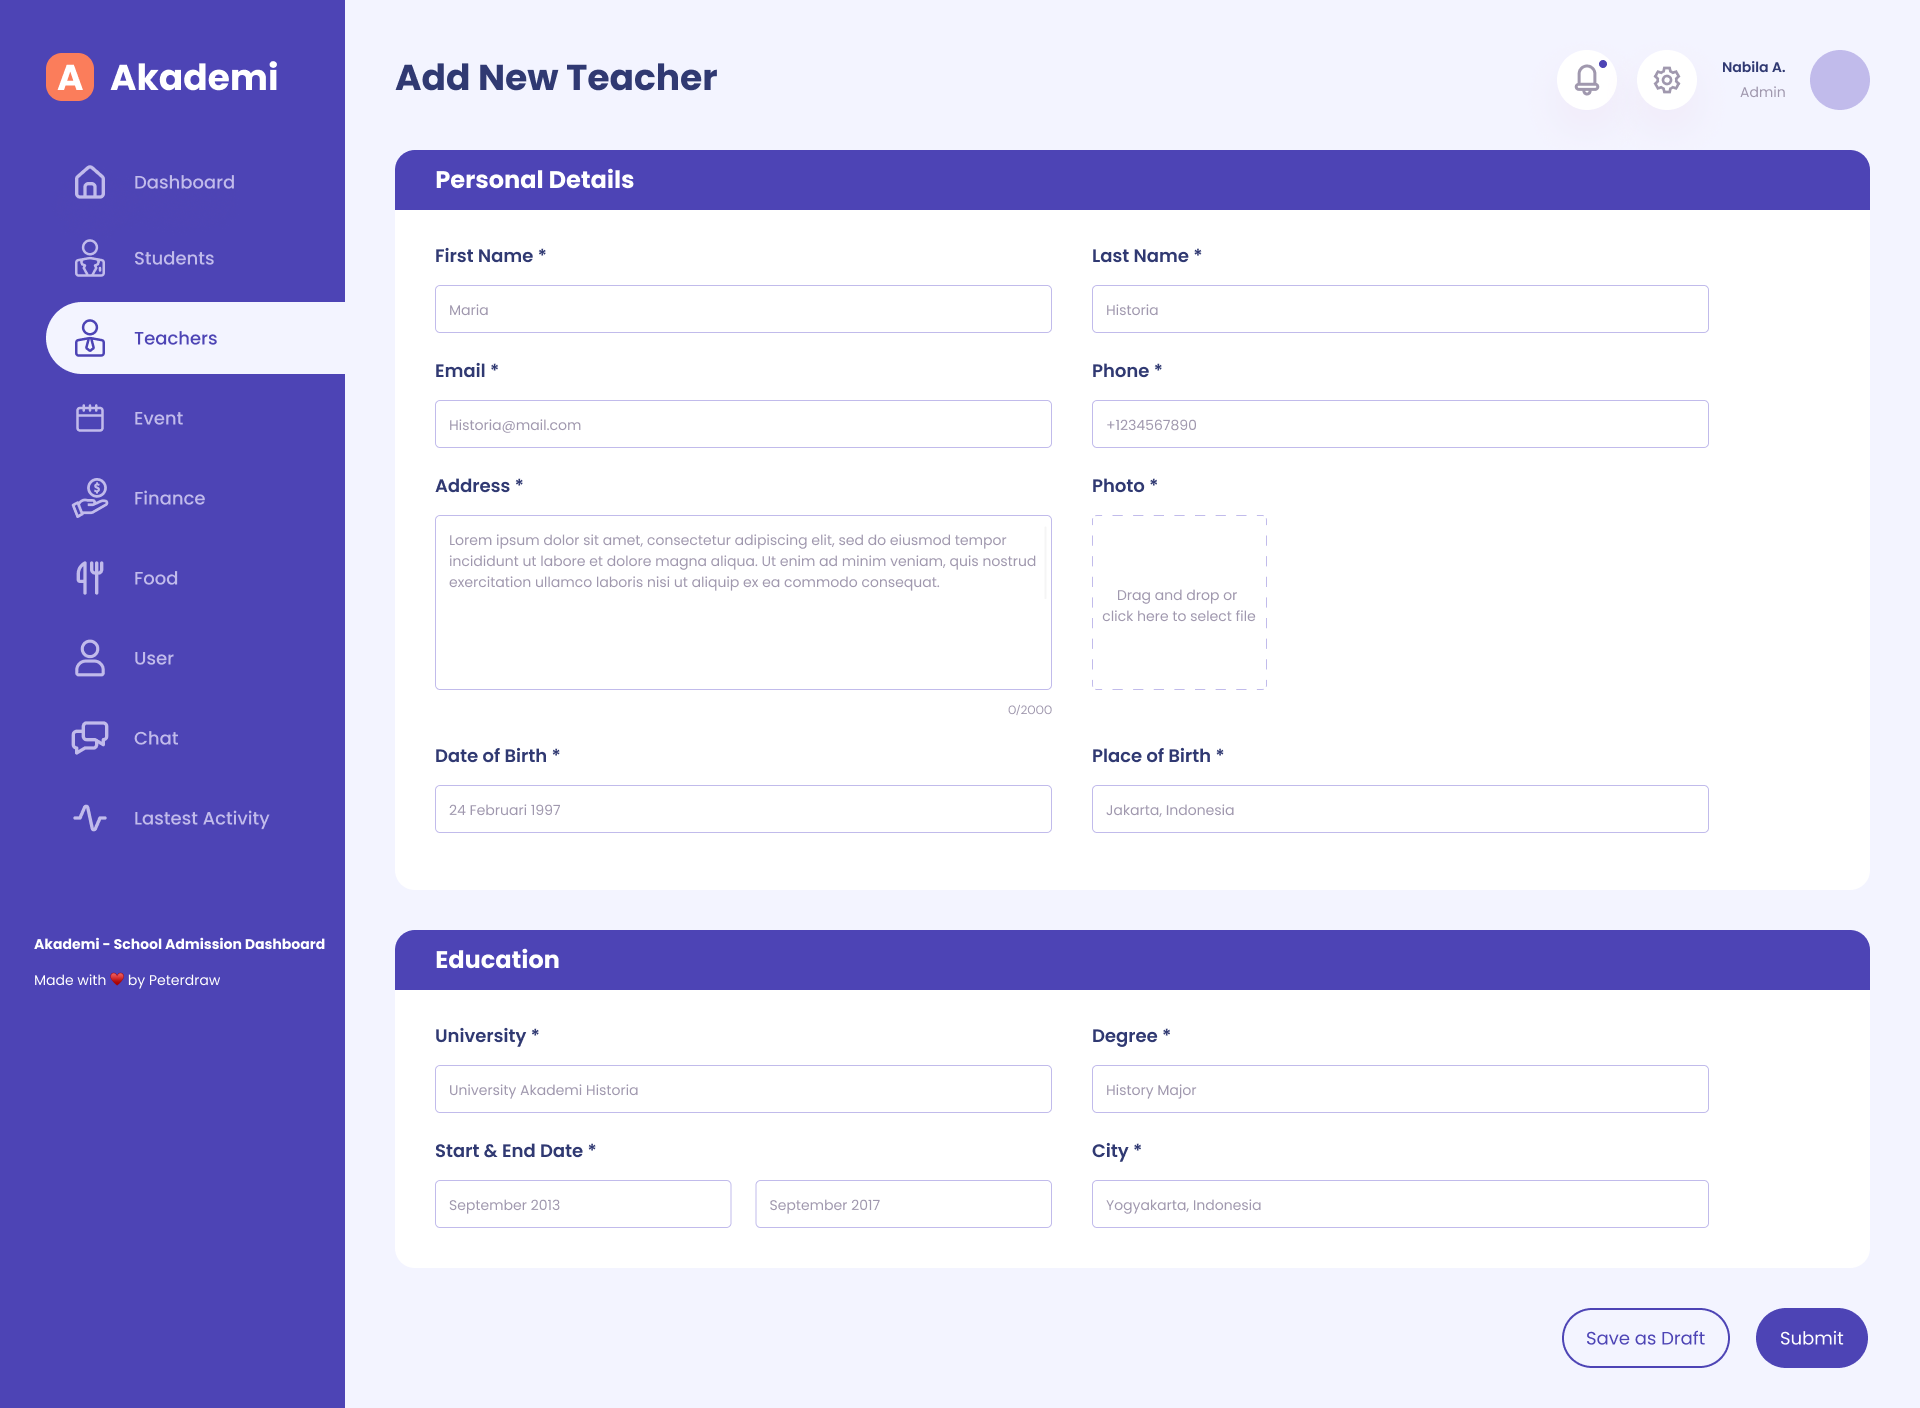 A Akademi
Dashboard
Students
Teachers
Event
Finance
Food
User
Chat
Lastest Activity
Akademi - School Admission Dashboard
Made with ❤️ by Peterdraw
Add New Teacher
Nabila A.
Admin
Personal Details
First Name *
Maria
Last Name *
Historia
Email *
Historia@mail.com
Phone *
+1234567890
Address *
Lorem ipsum dolor sit amet, consectetur adipiscing elit, sed do eiusmod tempor
incididunt ut labore et dolore magna aliqua. Ut enim ad minim veniam, quis nostrud
exercitation ullamco laboris nisi ut aliquip ex ea commodo consequat.
0/2000
Photo *
Drag and drop or
click here to select file
Date of Birth *
24 Februari 1997
Place of Birth *
Jakarta, Indonesia
Education
University *
University Akademi Historia
Degree *
History Major
Start & End Date *
September 2013
September 2017
City *
Yogyakarta, Indonesia
Save as Draft
Submit